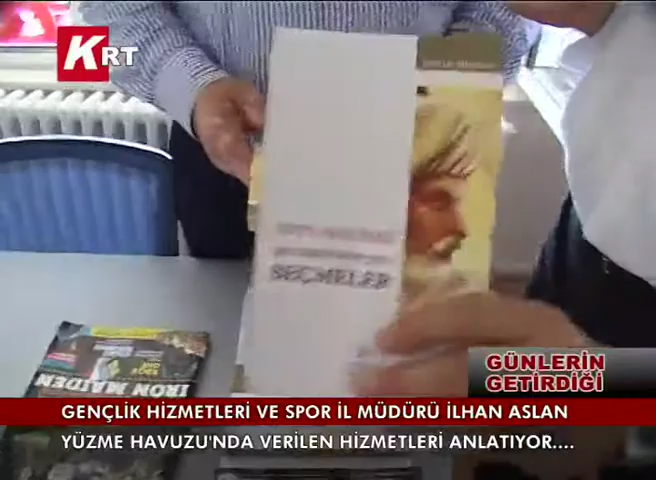 KRT
SEÇMELER
IRON MAIDEN
GÜNLERİN
GETİRDİĞİ
GENÇLİK HİZMETLERİ VE SPOR İL MÜDÜRÜ İLHAN ASLAN
YÜZME HAVUZU'NDA VERİLEN HİZMETLERİ ANLATIYOR....